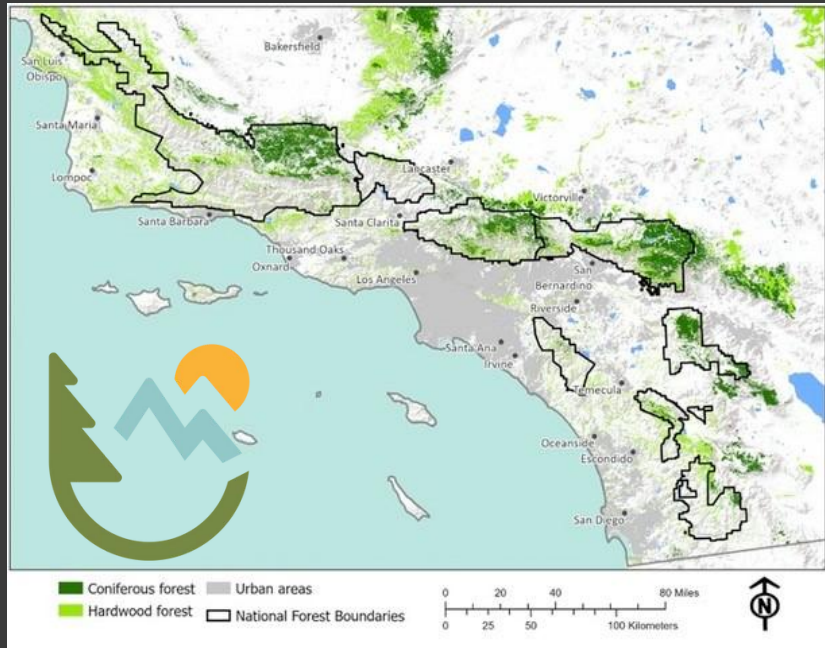 Bakersfield
San Luis
Obispo
Santa Maria
Lompoc
Lancaster
Victorville
Santa Barbara
Santa Clarita
Thousand Oaks
Oxnard
Los Angeles
San
Bernardino
Riverside
Santa Ana
Irvine
Temecula
Oceanside
Escondido
San Diego
Coniferous forest
Urban areas
Hardwood forest
National Forest Boundaries
0 20 40 80 Miles
0 25 50 100 Kilometers
N